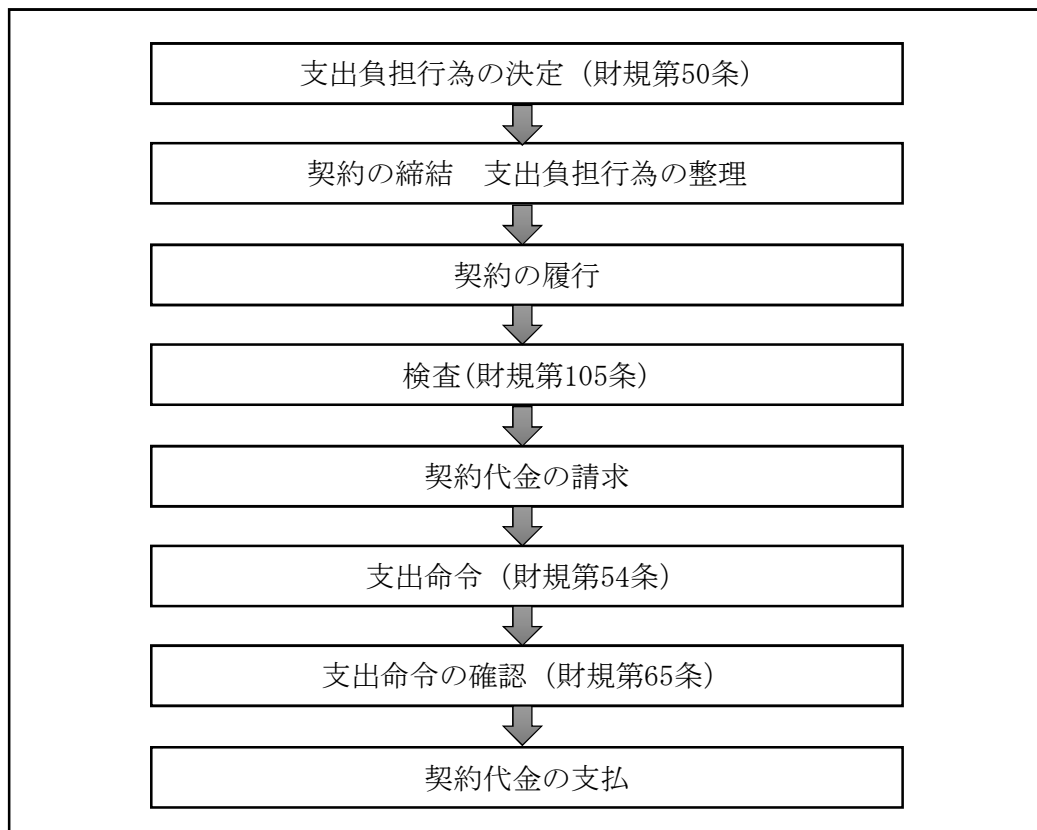 支出負担行為の決定（財規第50条）
契約の締結　支出負担行為の整理
契約の履行
検査(財規第105条)
契約代金の請求
支出命令（財規第54条）
支出命令の確認（財規第65条）
契約代金の支払